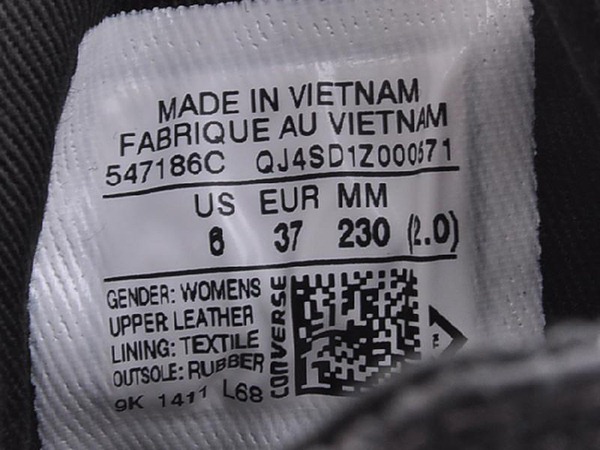 MADE IN VIETNAM
FABRIQUE AU VIETNAM
547186C QJ4SD1Z000571
US EUR MM
6 37 230 (2.0)
GENDER: WOMENS
UPPER: LEATHER
LINING: TEXTILE
OUTSOLE: RUBBER
9K 1411 L68
CONVERSE